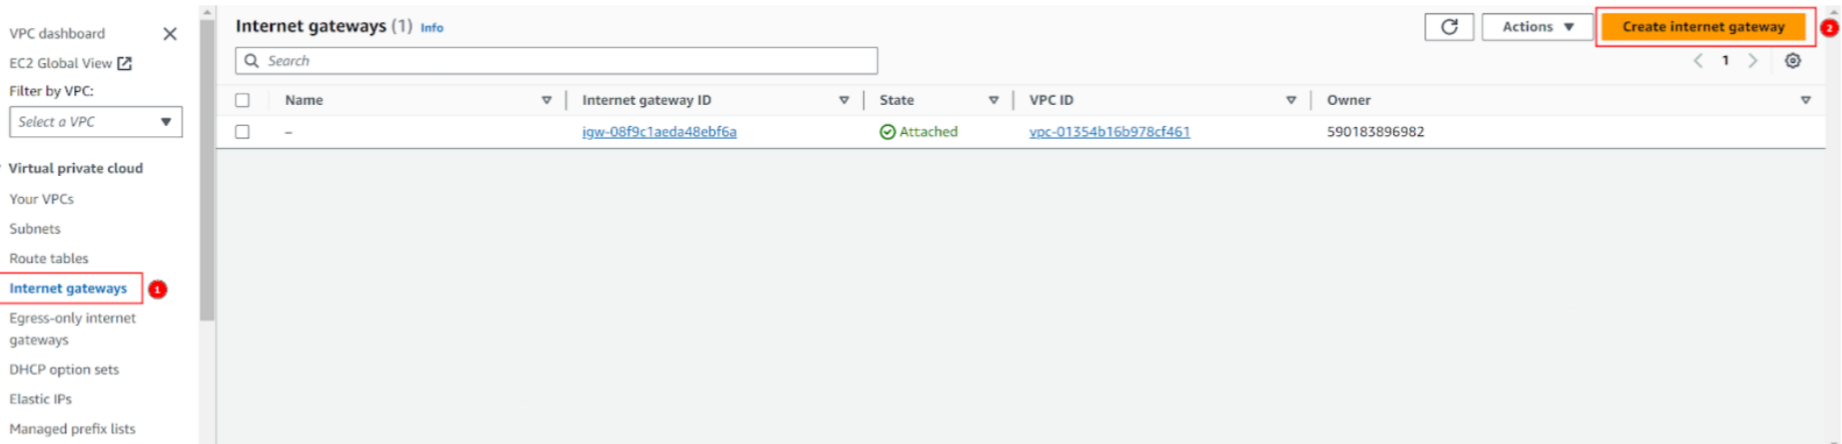 VPC dashboard
EC2 Global View
Filter by VPC:
Select a VPC
Virtual private cloud
Your VPCs
Subnets
Route tables
Internet gateways
1
Egress-only internet
gateways
DHCP option sets
Elastic IPs
Managed prefix lists
Internet gateways (1) Info
Actions
Create internet gateway
2
Search
1
Name
Internet gateway ID
State
VPC ID
Owner
–
igw-08f9c1aeda48ebf6a
Attached
vpc-01354b16b978cf461
590183896982